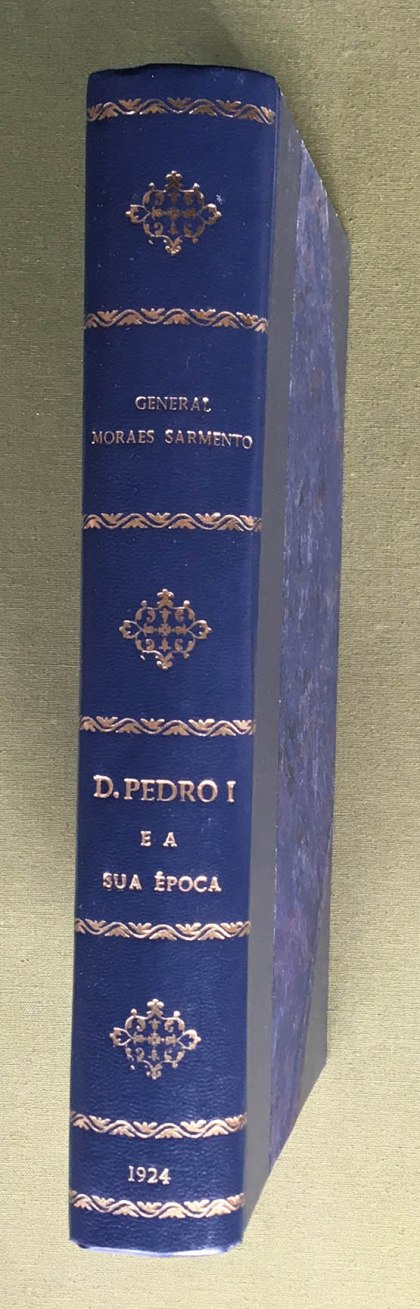 GENERAL
MORAES SARMENTO
D. PEDRO I
E A
SUA ÉPOCA
1924